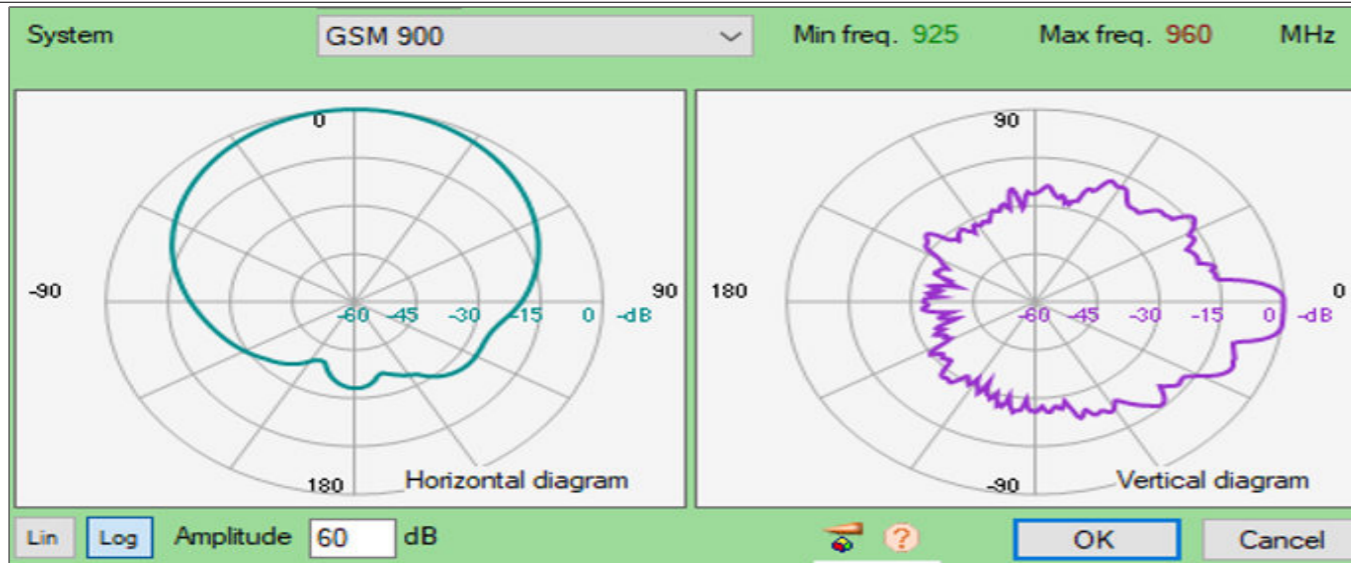 System GSM 900 Min freq. 925 Max freq. 960 MHz
0
-90 90
-60 -45 -30 -15 0 -dB
180 Horizontal diagram
90
180 0
-60 -45 -30 -15 0 -dB
-90 Vertical diagram
Lin Log Amplitude 60 dB ? OK Cancel